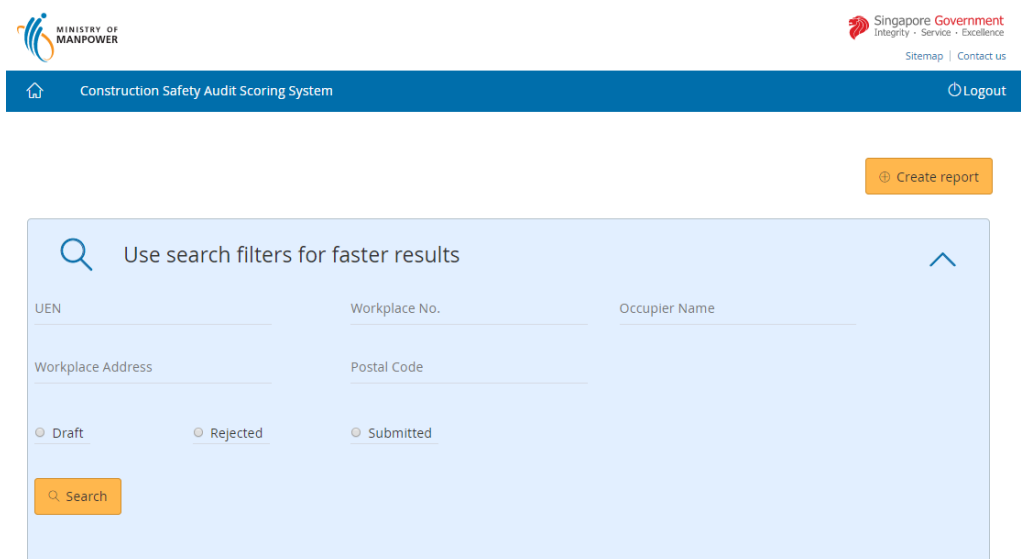 MINISTRY OF
MANPOWER
Singapore Government
Integrity · Service · Excellence
Sitemap | Contact us
Construction Safety Audit Scoring System
Logout
Create report
Use search filters for faster results
UEN Workplace No. Occupier Name
Workplace Address Postal Code
Draft Rejected Submitted
Search